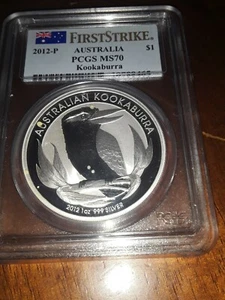 FIRSTSTRIKE®
2012-P AUSTRALIA $1
PCGS MS70
Kookaburra
AUSTRALIAN KOOKABURRA
2012 1oz 999 SILVER